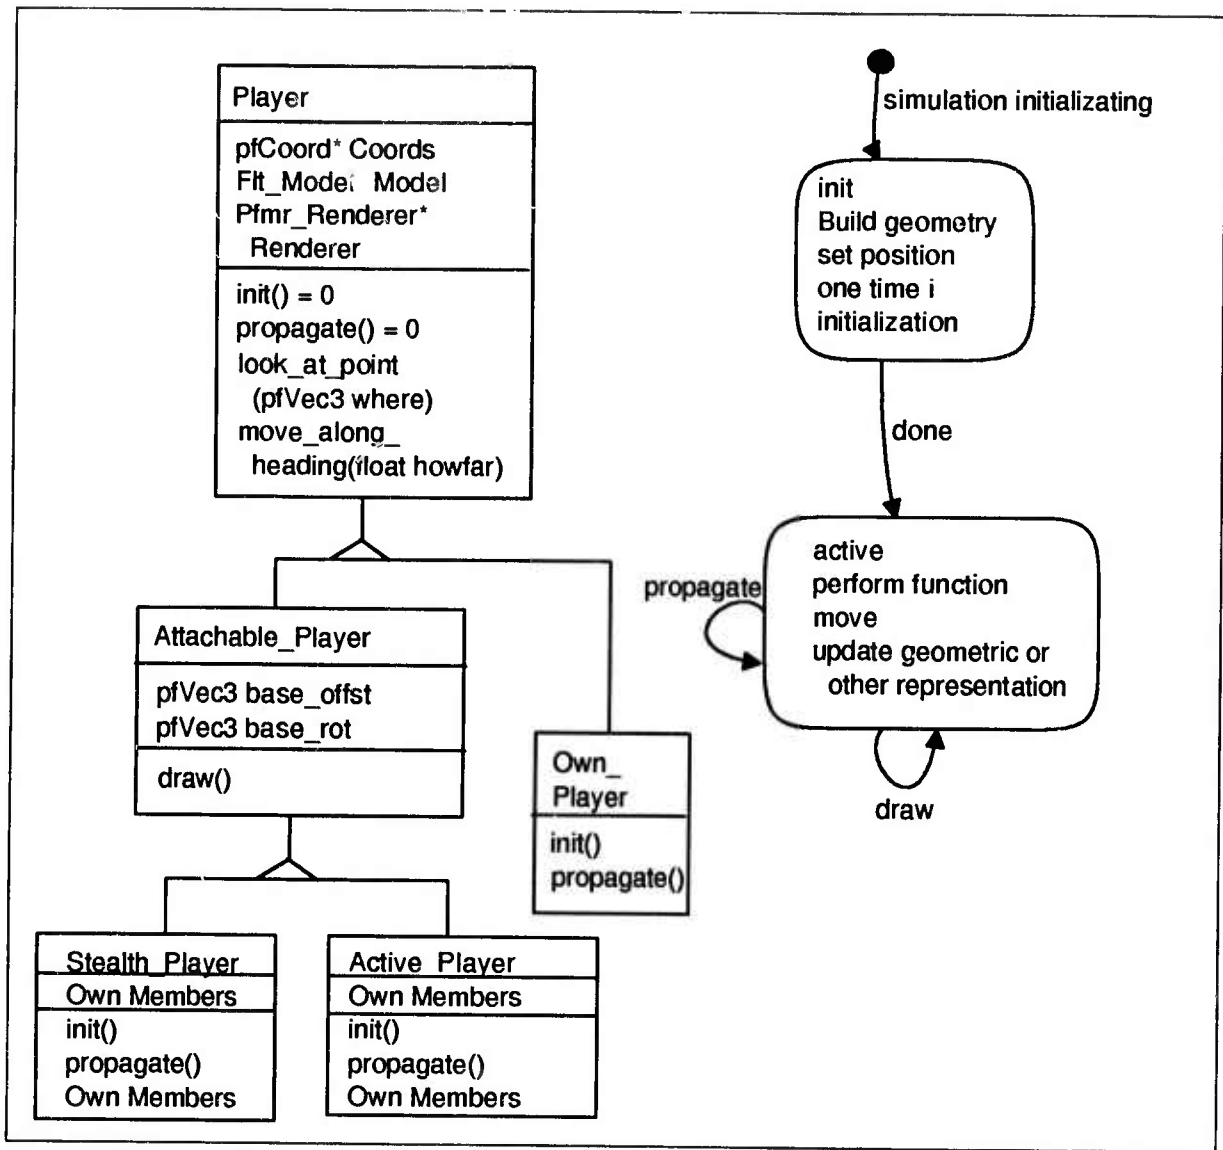 Player
pfCoord* Coords
Flt_Model Model
Pfmr_Renderer*
Renderer
init() = 0
propagate() = 0
look_at_point
(pfVec3 where)
move_along_
heading(float howfar)
Attachable_Player
pfVec3 base_offst
pfVec3 base_rot
draw()
Own_
Player
init()
propagate()
Stealth_Player
Own Members
init()
propagate()
Own Members
Active_Player
Own Members
init()
propagate()
Own Members
simulation initializating
init
Build geometry
set position
one time i
initialization
done
active
perform function
move
update geometric or
other representation
propagate
draw